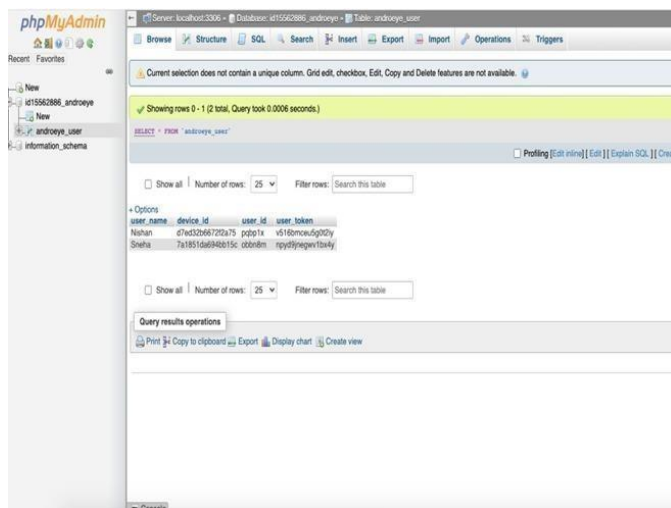 phpMyAdmin
Recent Favorites
New
id15562886_androeye
New
androeye_user
information_schema
Server: localhost:3306 » Database: id15562886_androeye » Table: androeye_user
Browse Structure SQL Search Insert Export Import Operations Triggers
Current selection does not contain a unique column. Grid edit, checkbox, Edit, Copy and Delete features are not available.
Showing rows 0 - 1 (2 total, Query took 0.0006 seconds.)
SELECT * FROM `androeye_user`
Profiling [Edit inline] [ Edit ] [ Explain SQL ] [ Cre
Show all | Number of rows: 25 Filter rows: Search this table
+ Options
user_name device_id user_id user_token
Nishan pqbp1x
Sneha 7a1851da694bb15c obbn8m npyd9jnegwv1bx4y
Show all | Number of rows: 25 Filter rows: Search this table
Query results operations
Print Copy to clipboard Export Display chart Create view
Console